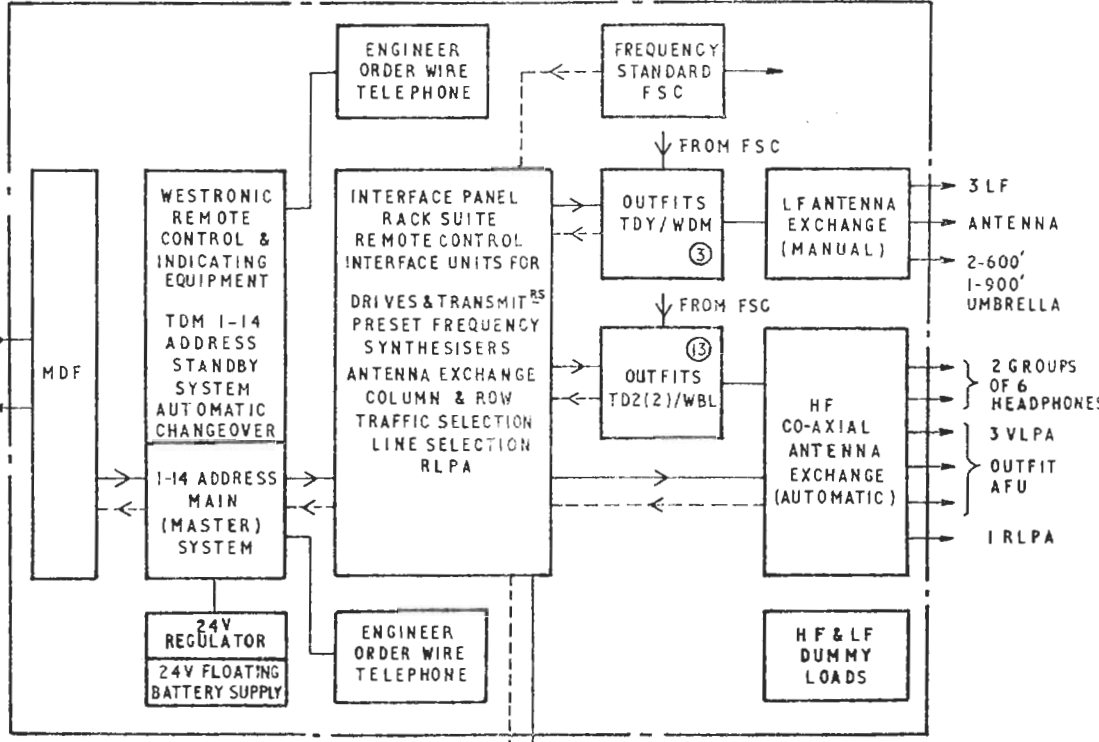 ENGINEER
ORDER WIRE
TELEPHONE
FREQUENCY
STANDARD
FSC
FROM FSC
MDF
WESTRONIC
REMOTE
CONTROL &
INDICATING
EQUIPMENT
TDM 1-14
ADDRESS
STANDBY
SYSTEM
AUTOMATIC
CHANGEOVER
1-14 ADDRESS
MAIN
(MASTER)
SYSTEM
24V
REGULATOR
24V FLOATING
BATTERY SUPPLY
INTERFACE PANEL
RACK SUITE
REMOTE CONTROL
INTERFACE UNITS FOR
DRIVES & TRANSMITRS
PRESET FREQUENCY
SYNTHESISERS
ANTENNA EXCHANGE
COLUMN & ROW
TRAFFIC SELECTION
LINE SELECTION
RLPA
ENGINEER
ORDER WIRE
TELEPHONE
OUTFITS
TDY/WDM
3
FROM FSC
13
OUTFITS
TD2(2)/WBL
LF ANTENNA
EXCHANGE
(MANUAL)
HF
CO-AXIAL
ANTENNA
EXCHANGE
(AUTOMATIC)
HF & LF
DUMMY
LOADS
3 LF
ANTENNA
2-600'
1-900'
UMBRELLA
2 GROUPS
OF 6
HEADPHONES
3 VLPA
OUTFIT
AFU
1 RLPA